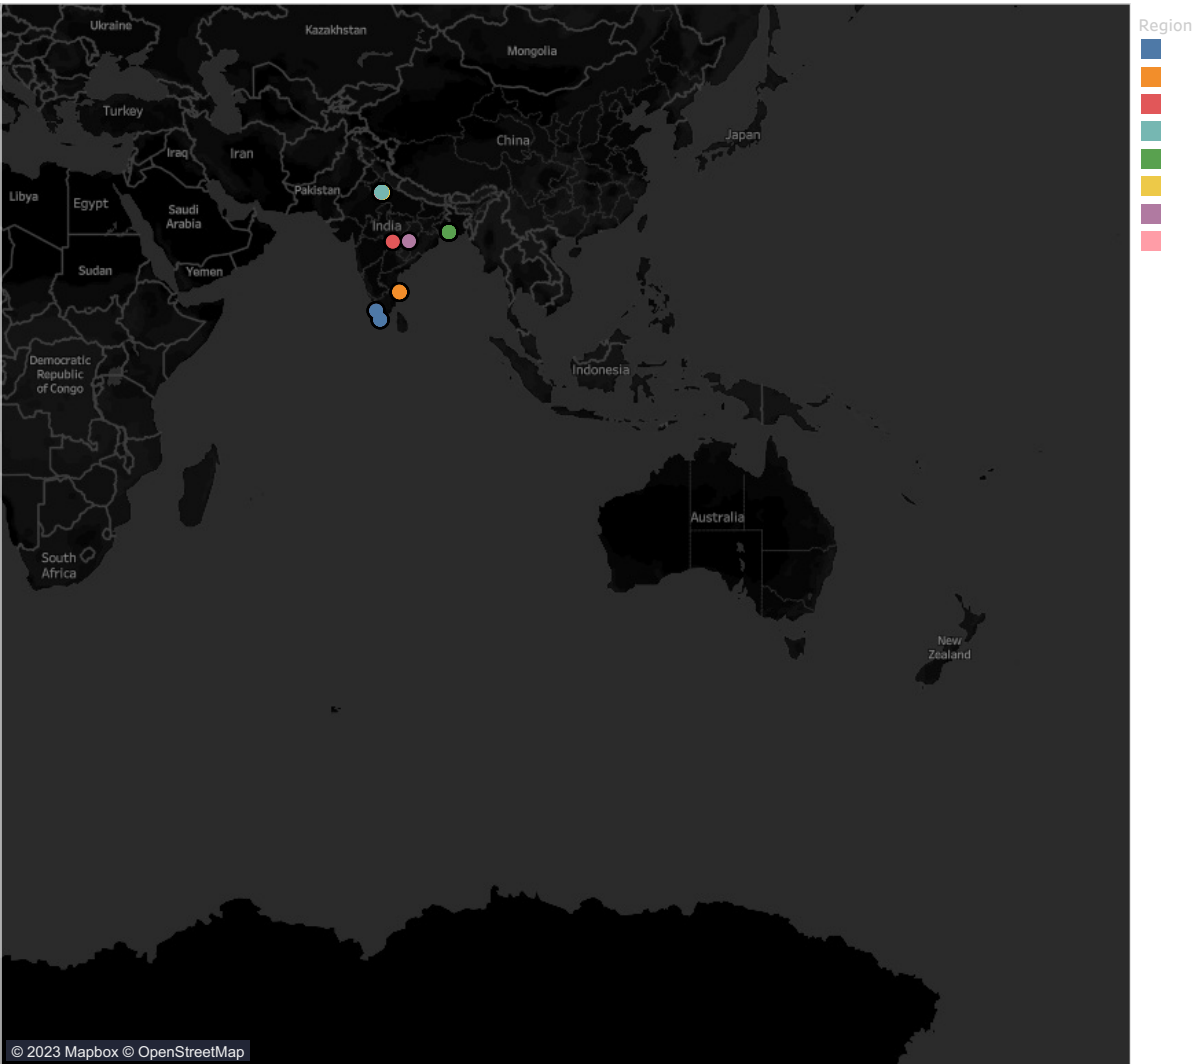 Region
Ukraine
Kazakhstan
Mongolia
Turkey
Japan
China
Iraq
Iran
Pakistan
Libya
Egypt
Saudi
Arabia
India
Sudan
Yemen
Democratic
Republic
of Congo
Indonesia
Australia
South
Africa
New
Zealand
© 2023 Mapbox © OpenStreetMap